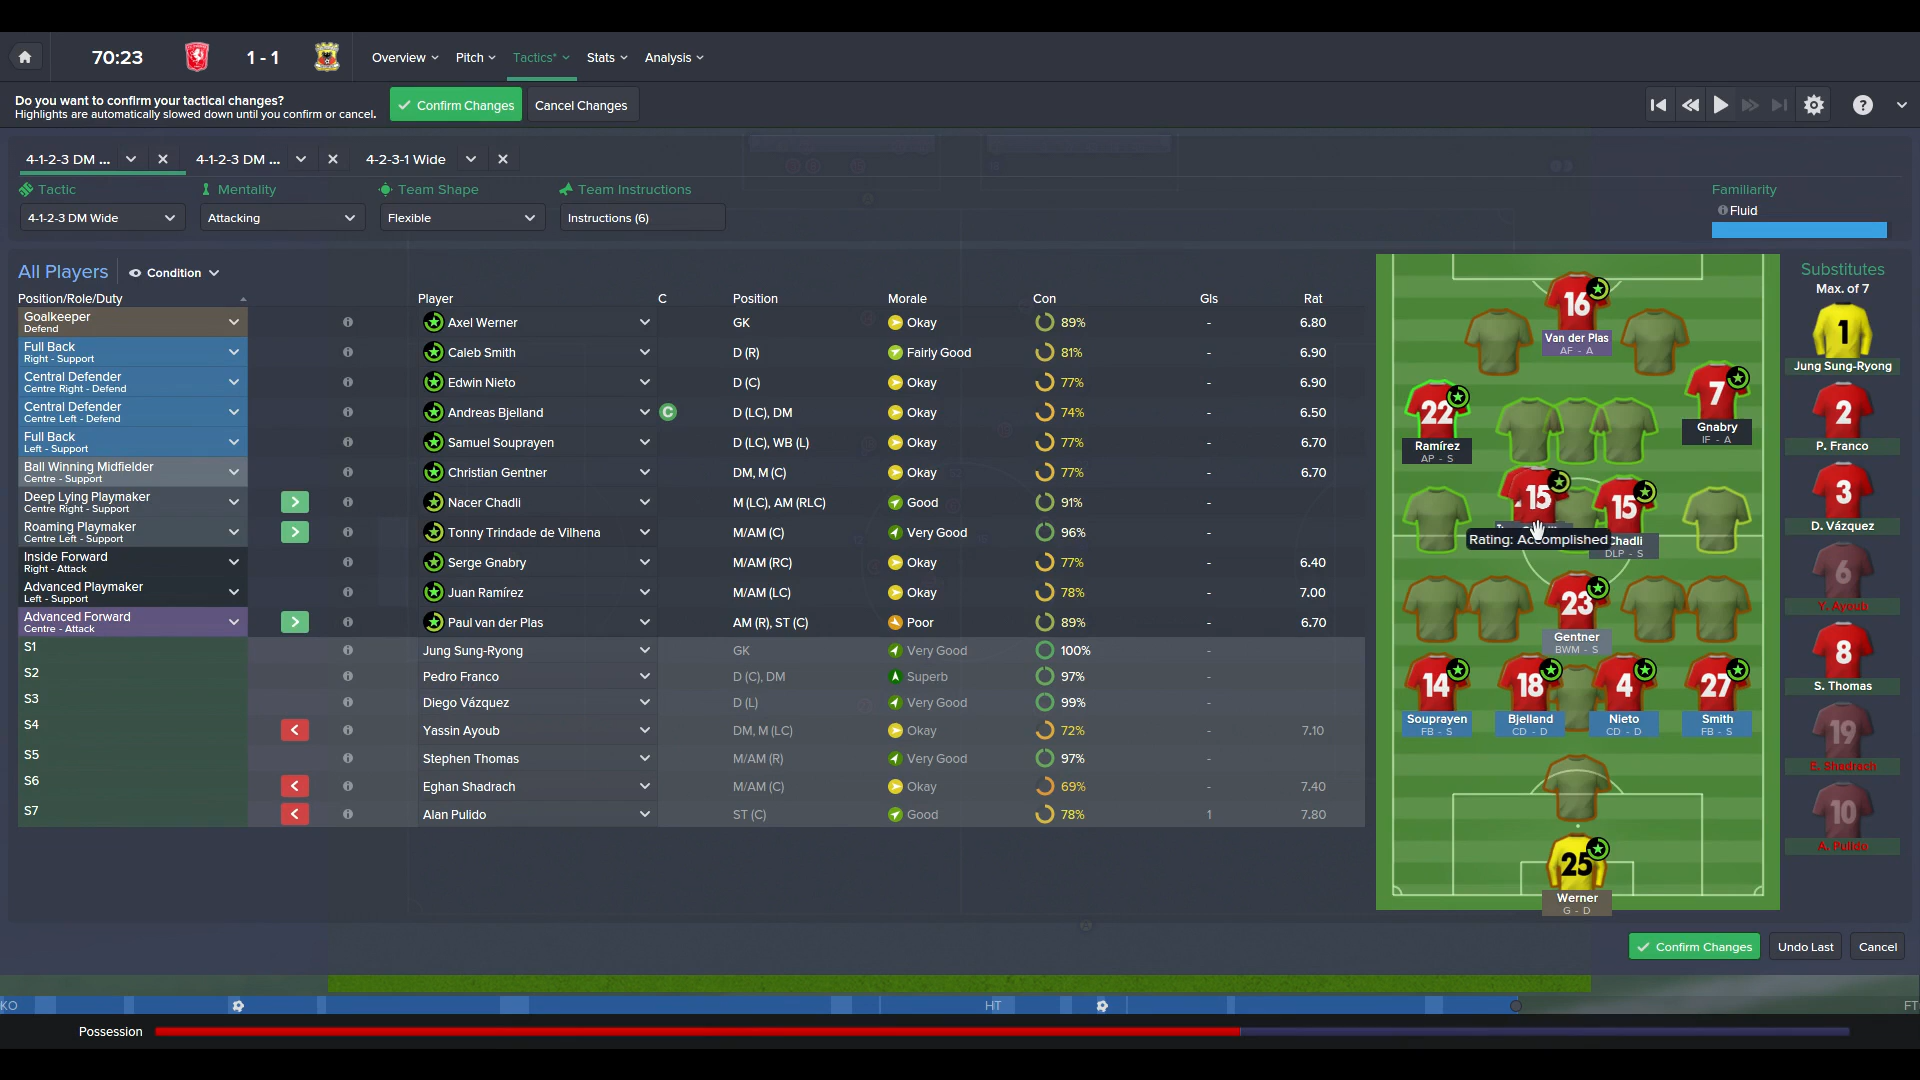 70:23
1 - 1
Overview
Pitch
Tactics*
Stats
Analysis
Do you want to confirm your tactical changes?
Highlights are automatically slowed down until you confirm or cancel.
Confirm Changes
Cancel Changes
?
4-1-2-3 DM ...
4-1-2-3 DM ...
4-2-3-1 Wide
Tactic
Mentality
Team Shape
Team Instructions
Familiarity
4-1-2-3 DM Wide
Attacking
Flexible
Instructions (6)
Fluid
All Players
Condition
Position/Role/Duty
Player
C
Position
Morale
Con
Gls
Rat
Goalkeeper
Defend
Axel Werner
GK
Okay
89%
-
6.80
Full Back
Right - Support
Caleb Smith
D (R)
Fairly Good
81%
-
6.90
Central Defender
Centre Right - Defend
Edwin Nieto
D (C)
Okay
77%
-
6.90
Central Defender
Centre Left - Defend
Andreas Bjelland
C
D (LC), DM
Okay
74%
-
6.50
Full Back
Left - Support
Samuel Souprayen
D (LC), WB (L)
Okay
77%
-
6.70
Ball Winning Midfielder
Centre - Support
Christian Gentner
DM, M (C)
Okay
77%
-
6.70
Deep Lying Playmaker
Centre Right - Support
Nacer Chadli
M (LC), AM (RLC)
Good
91%
-
-
Roaming Playmaker
Centre Left - Support
Tonny Trindade de Vilhena
M/AM (C)
Very Good
96%
-
-
Inside Forward
Right - Attack
Serge Gnabry
M/AM (RC)
Okay
77%
-
6.40
Advanced Playmaker
Left - Support
Juan Ramírez
M/AM (LC)
Okay
78%
-
7.00
Advanced Forward
Centre - Attack
Paul van der Plas
AM (R), ST (C)
Poor
89%
-
6.70
S1
Jung Sung-Ryong
GK
Very Good
100%
-
S2
Pedro Franco
D (C), DM
Superb
97%
-
S3
Diego Vázquez
D (L)
Very Good
99%
-
S4
Yassin Ayoub
DM, M (LC)
Okay
72%
-
7.10
S5
Stephen Thomas
M/AM (R)
Very Good
97%
-
S6
Eghan Shadrach
M/AM (C)
Okay
69%
-
7.40
S7
Alan Pulido
ST (C)
Good
78%
1
7.80
16
Van der Plas
AF - A
22
Ramírez
AP - S
7
Gnabry
IF - A
15
15
Rating: Accomplished
Chadli
DLP - S
23
Gentner
BWM - S
14
Souprayen
FB - S
18
Bjelland
CD - D
4
Nieto
CD - D
27
Smith
FB - S
25
Werner
G - D
Substitutes
Max. of 7
1
Jung Sung-Ryong
2
P. Franco
3
D. Vázquez
6
Y. Ayoub
8
S. Thomas
19
E. Shadrach
10
A. Pulido
Confirm Changes
Undo Last
Cancel
KO
HT
FT
Possession